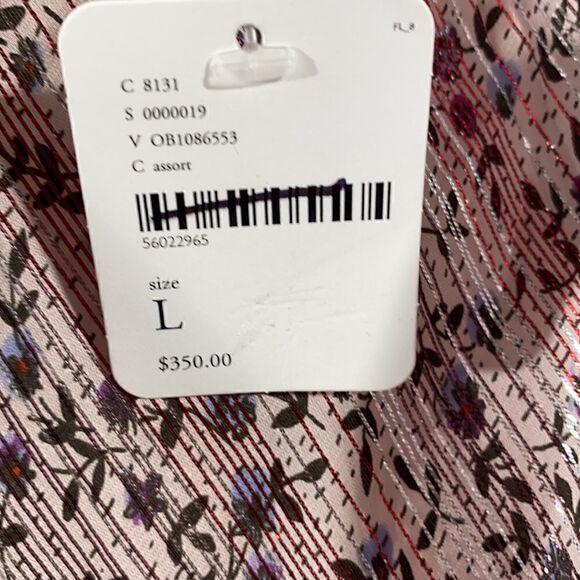 FL_8
C 8131
S 0000019
V OB1086553
C assort
56022965
size
L
$350.00